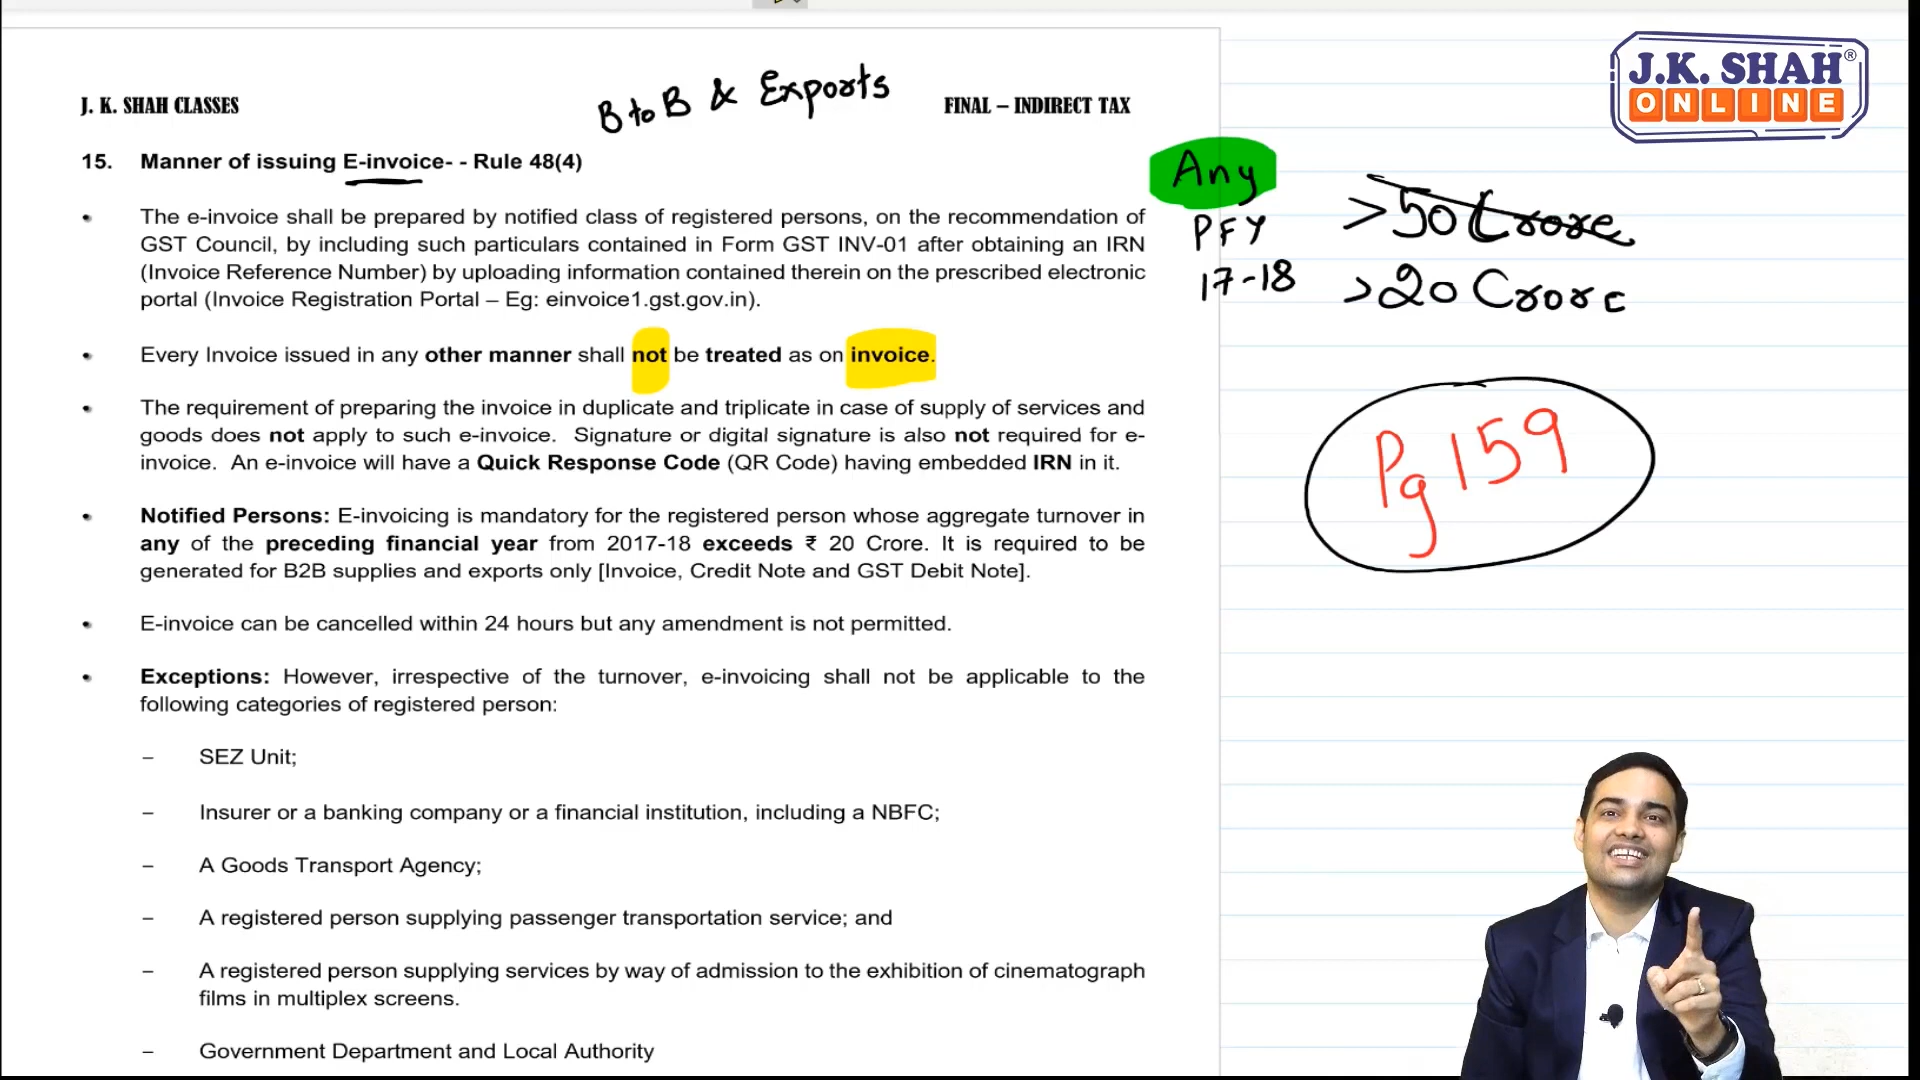 J.K. SHAH®
ONLINE
J. K. SHAH CLASSES
B to B & Exports
FINAL – INDIRECT TAX
15. Manner of issuing E-invoice- - Rule 48(4)
Any
PFY
17-18
>50 Crore
>20 Crore
• The e-invoice shall be prepared by notified class of registered persons, on the recommendation of
GST Council, by including such particulars contained in Form GST INV-01 after obtaining an IRN
(Invoice Reference Number) by uploading information contained therein on the prescribed electronic
portal (Invoice Registration Portal – Eg: einvoice1.gst.gov.in).
• Every Invoice issued in any other manner shall not be treated as on invoice.
• The requirement of preparing the invoice in duplicate and triplicate in case of supply of services and
goods does not apply to such e-invoice. Signature or digital signature is also not required for e-
invoice. An e-invoice will have a Quick Response Code (QR Code) having embedded IRN in it.
Pg 159
• Notified Persons: E-invoicing is mandatory for the registered person whose aggregate turnover in
any of the preceding financial year from 2017-18 exceeds ₹ 20 Crore. It is required to be
generated for B2B supplies and exports only [Invoice, Credit Note and GST Debit Note].
• E-invoice can be cancelled within 24 hours but any amendment is not permitted.
• Exceptions: However, irrespective of the turnover, e-invoicing shall not be applicable to the
following categories of registered person:
– SEZ Unit;
– Insurer or a banking company or a financial institution, including a NBFC;
– A Goods Transport Agency;
– A registered person supplying passenger transportation service; and
– A registered person supplying services by way of admission to the exhibition of cinematograph
films in multiplex screens.
– Government Department and Local Authority